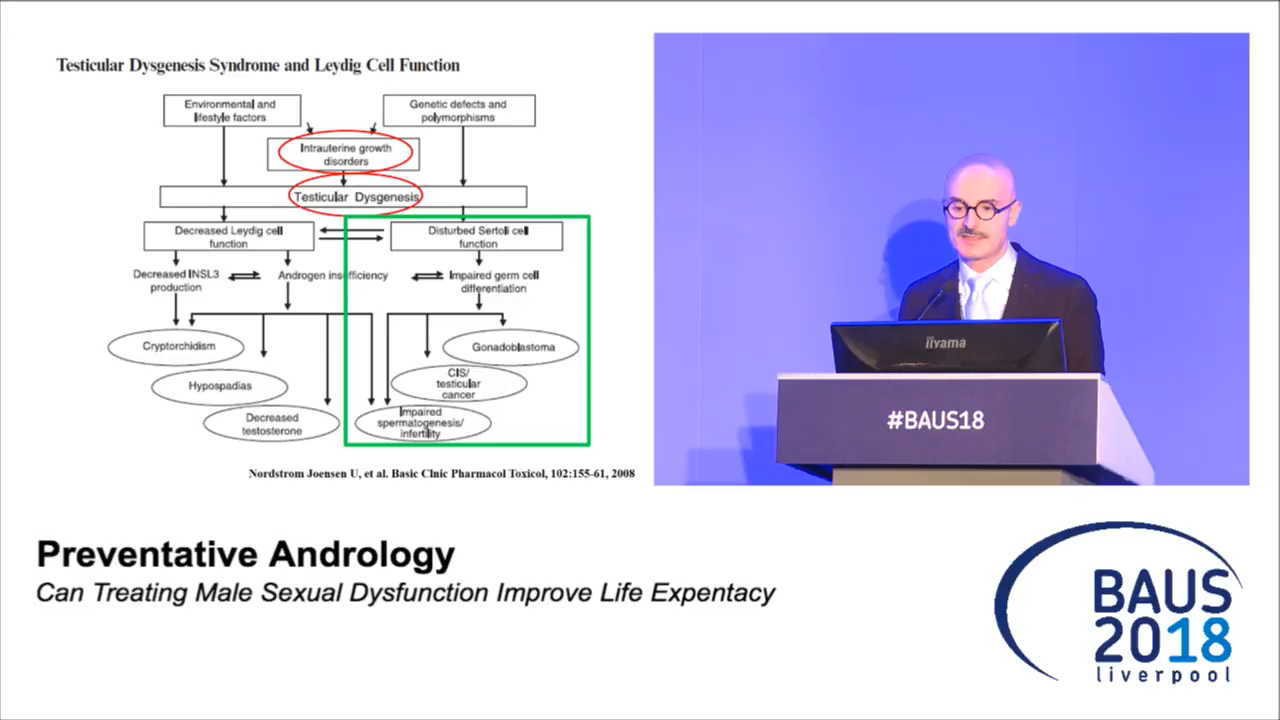 Testicular Dysgenesis Syndrome and Leydig Cell Function
Environmental and
lifestyle factors
Genetic defects and
polymorphisms
Intrauterine growth
disorders
Testicular Dysgenesis
Decreased Leydig cell
function
Disturbed Sertoli cell
function
Decreased INSL3
production
Androgen insufficiency
Impaired germ cell
differentiation
Cryptorchidism
Gonadoblastoma
Hypospadias
CIS/
testicular
cancer
Decreased
testosterone
Impaired
spermatogenesis/
infertility
Nordstrom Joensen U, et al. Basic Clnic Pharmacol Toxicol, 102:155-61, 2008
iiyama
#BAUS18
Preventative Andrology
Can Treating Male Sexual Dysfunction Improve Life Expentacy
BAUS
2018
liverpool